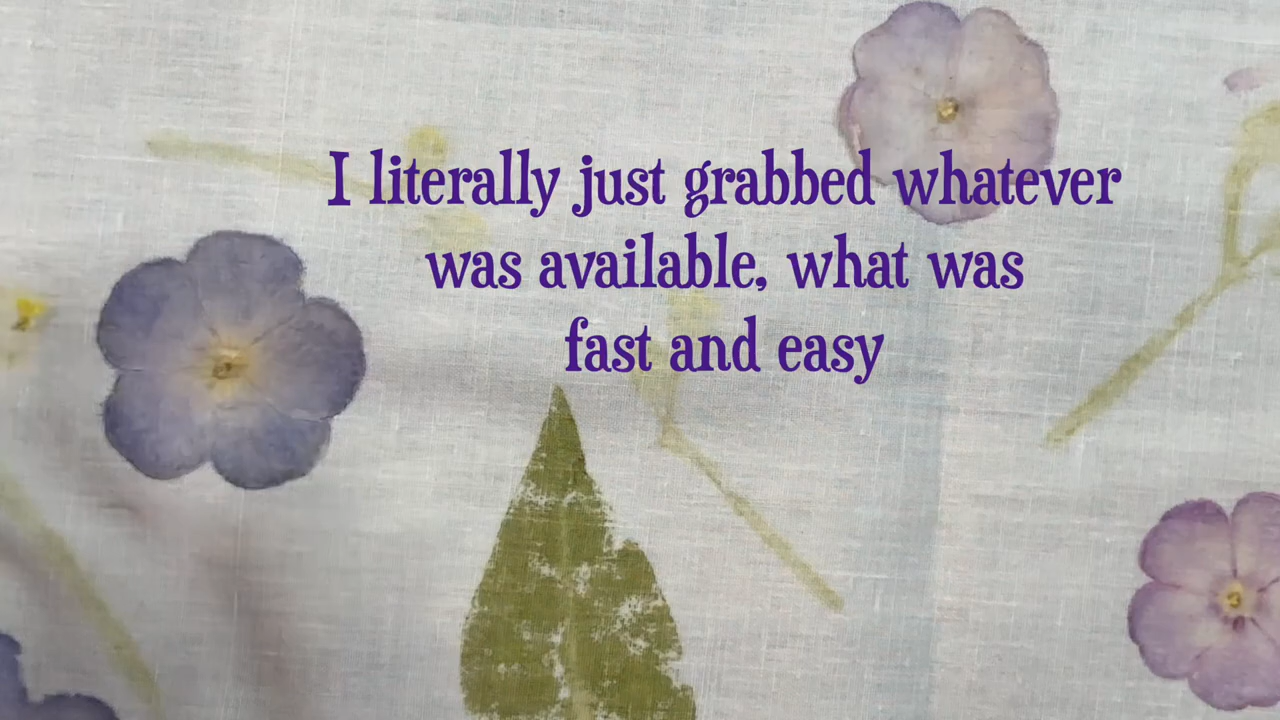 I literally just grabbed whatever
was available, what was
fast and easy